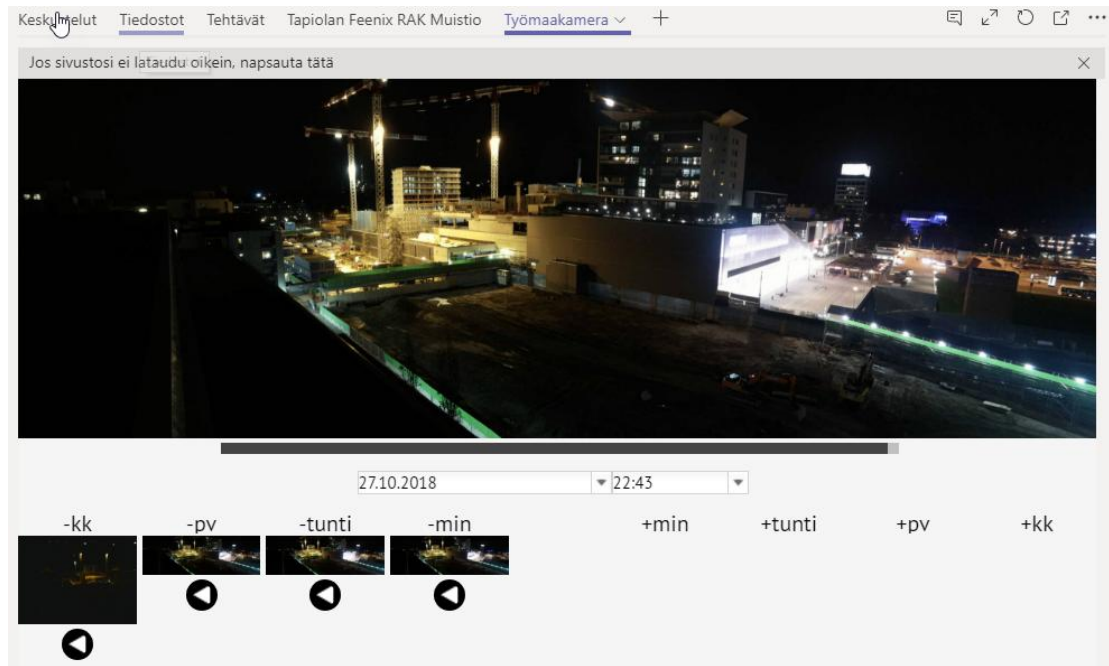 Keskustelut Tiedostot Tehtävät Tapiolan Feenix RAK Muistio Työmaakamera
Jos sivustosi ei lataudu oikein, napsauta tätä
27.10.2018 22:43
-kk -pv -tunti -min +min +tunti +pv +kk